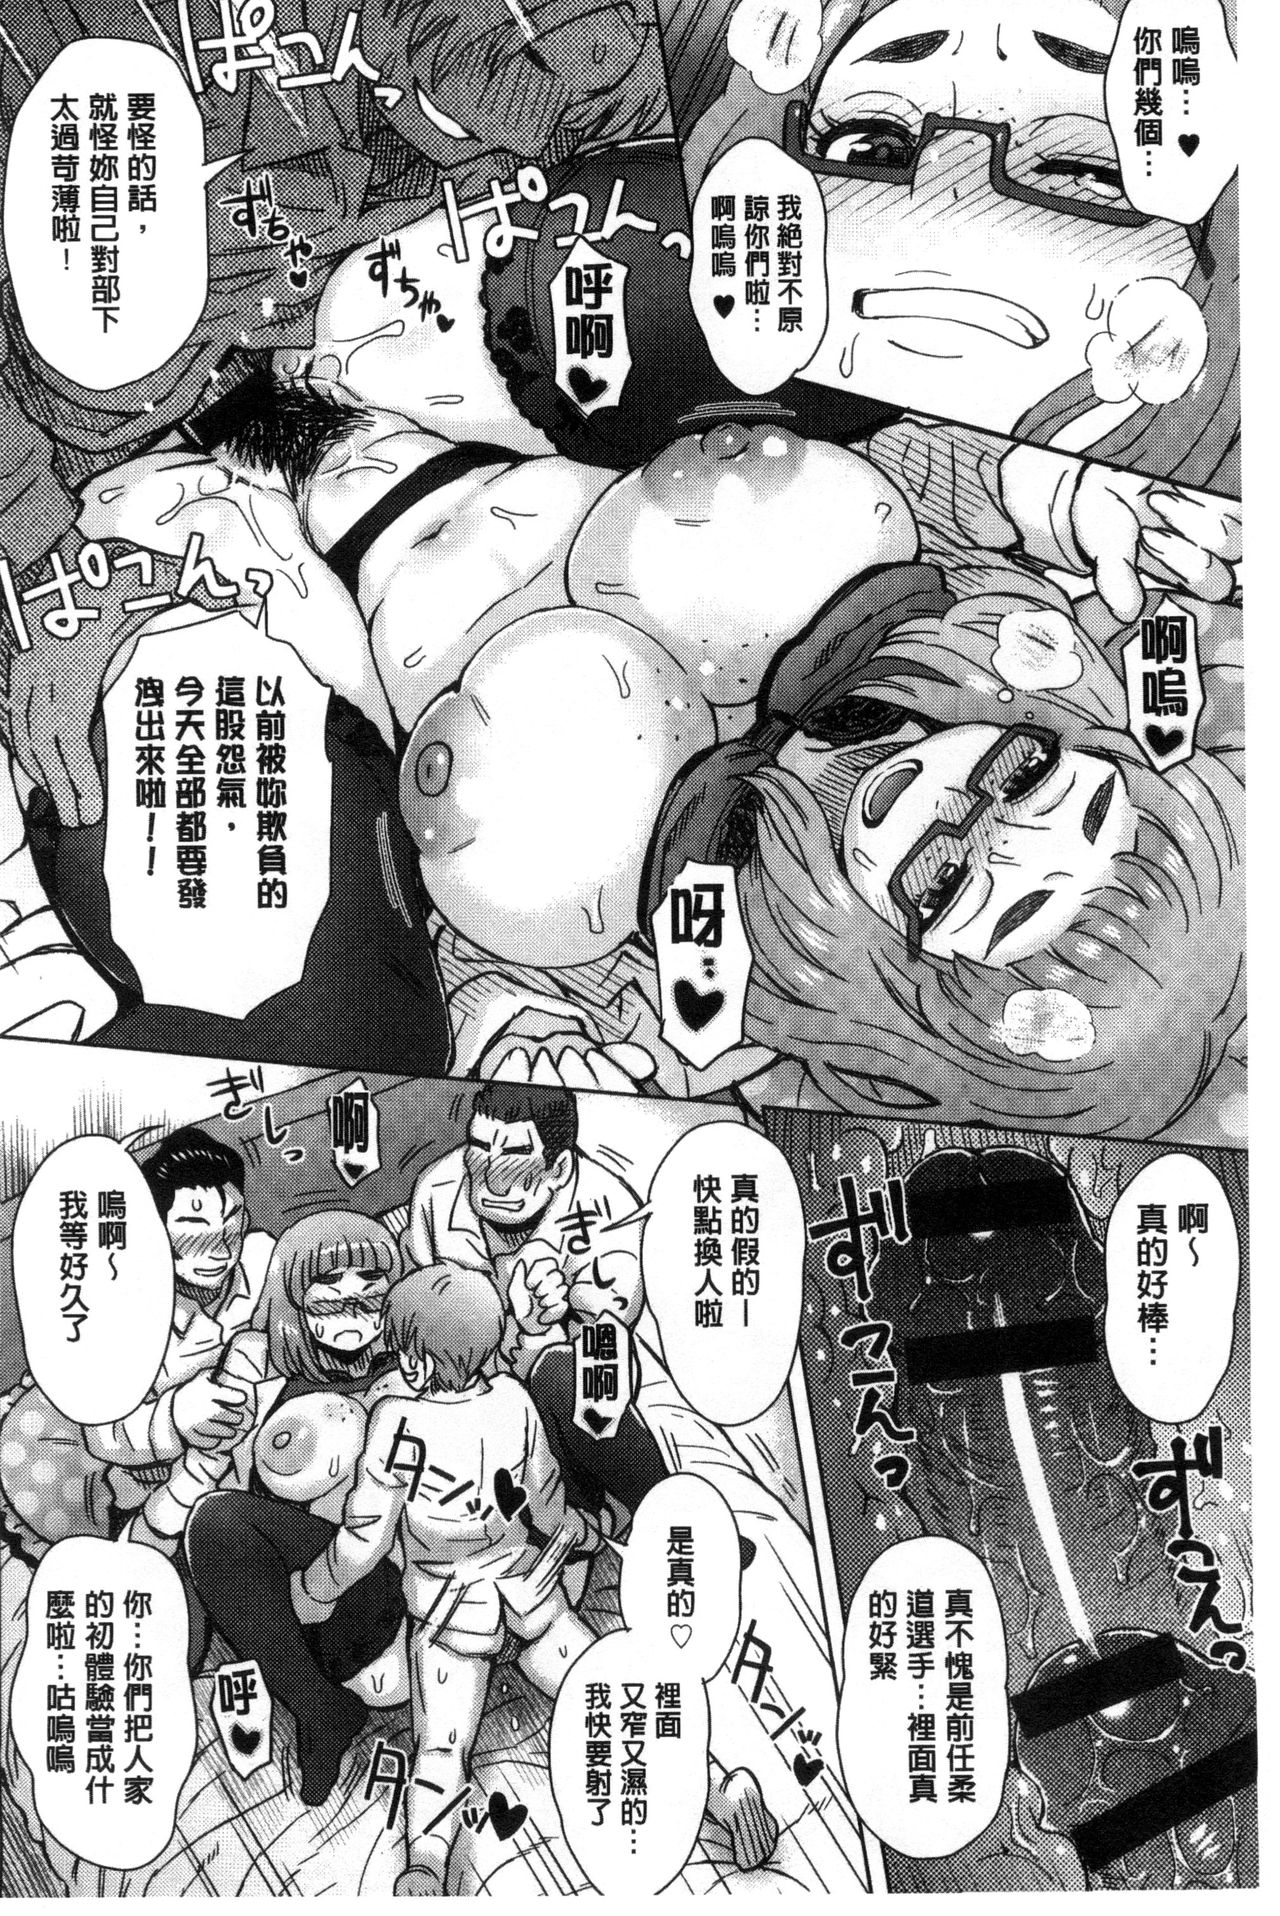 嗚嗚…♥
你們幾個…
我絕對不原
諒你們啦…
啊嗚嗚♥
ぱこんっ
ぱこんっ
呼啊♥
要怪的話，
就怪妳自己對部下
太過苛薄啦！
ずちゃ♥
ずちゃ♥
啊嗚♥
呀…♥
ぱこんっ
以前被妳欺負的
這股怨氣，
今天全部都要發
洩出來啦！！
啊～
真的好棒…
ずこんっ
ずこんっ
真不愧是前任柔
道選手…裡面真
的好緊
真的假的—
快點換人啦
ぎしっ
ぎしっ
啊♥
嗯啊♥
嗚啊～
我等好久了
タンッ♥
タンッ♥
タンッ♥
是真的♡
裡面
又窄又濕的…
我快要射了
呼♥
你…你們把人家
的初體驗當成什
麼啦…咕嗚嗚